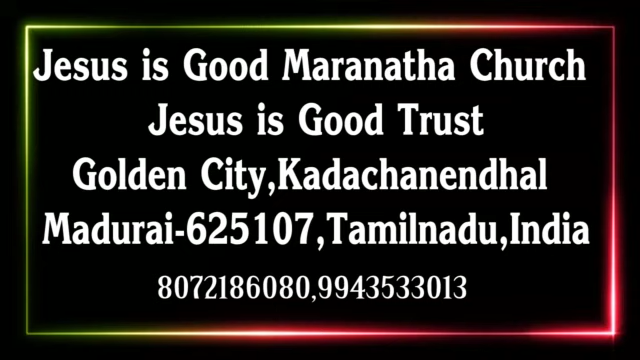 Jesus is Good Maranatha Church
Jesus is Good Trust
Golden City,Kadachanendhal
Madurai-625107,Tamilnadu,India
8072186080,9943533013